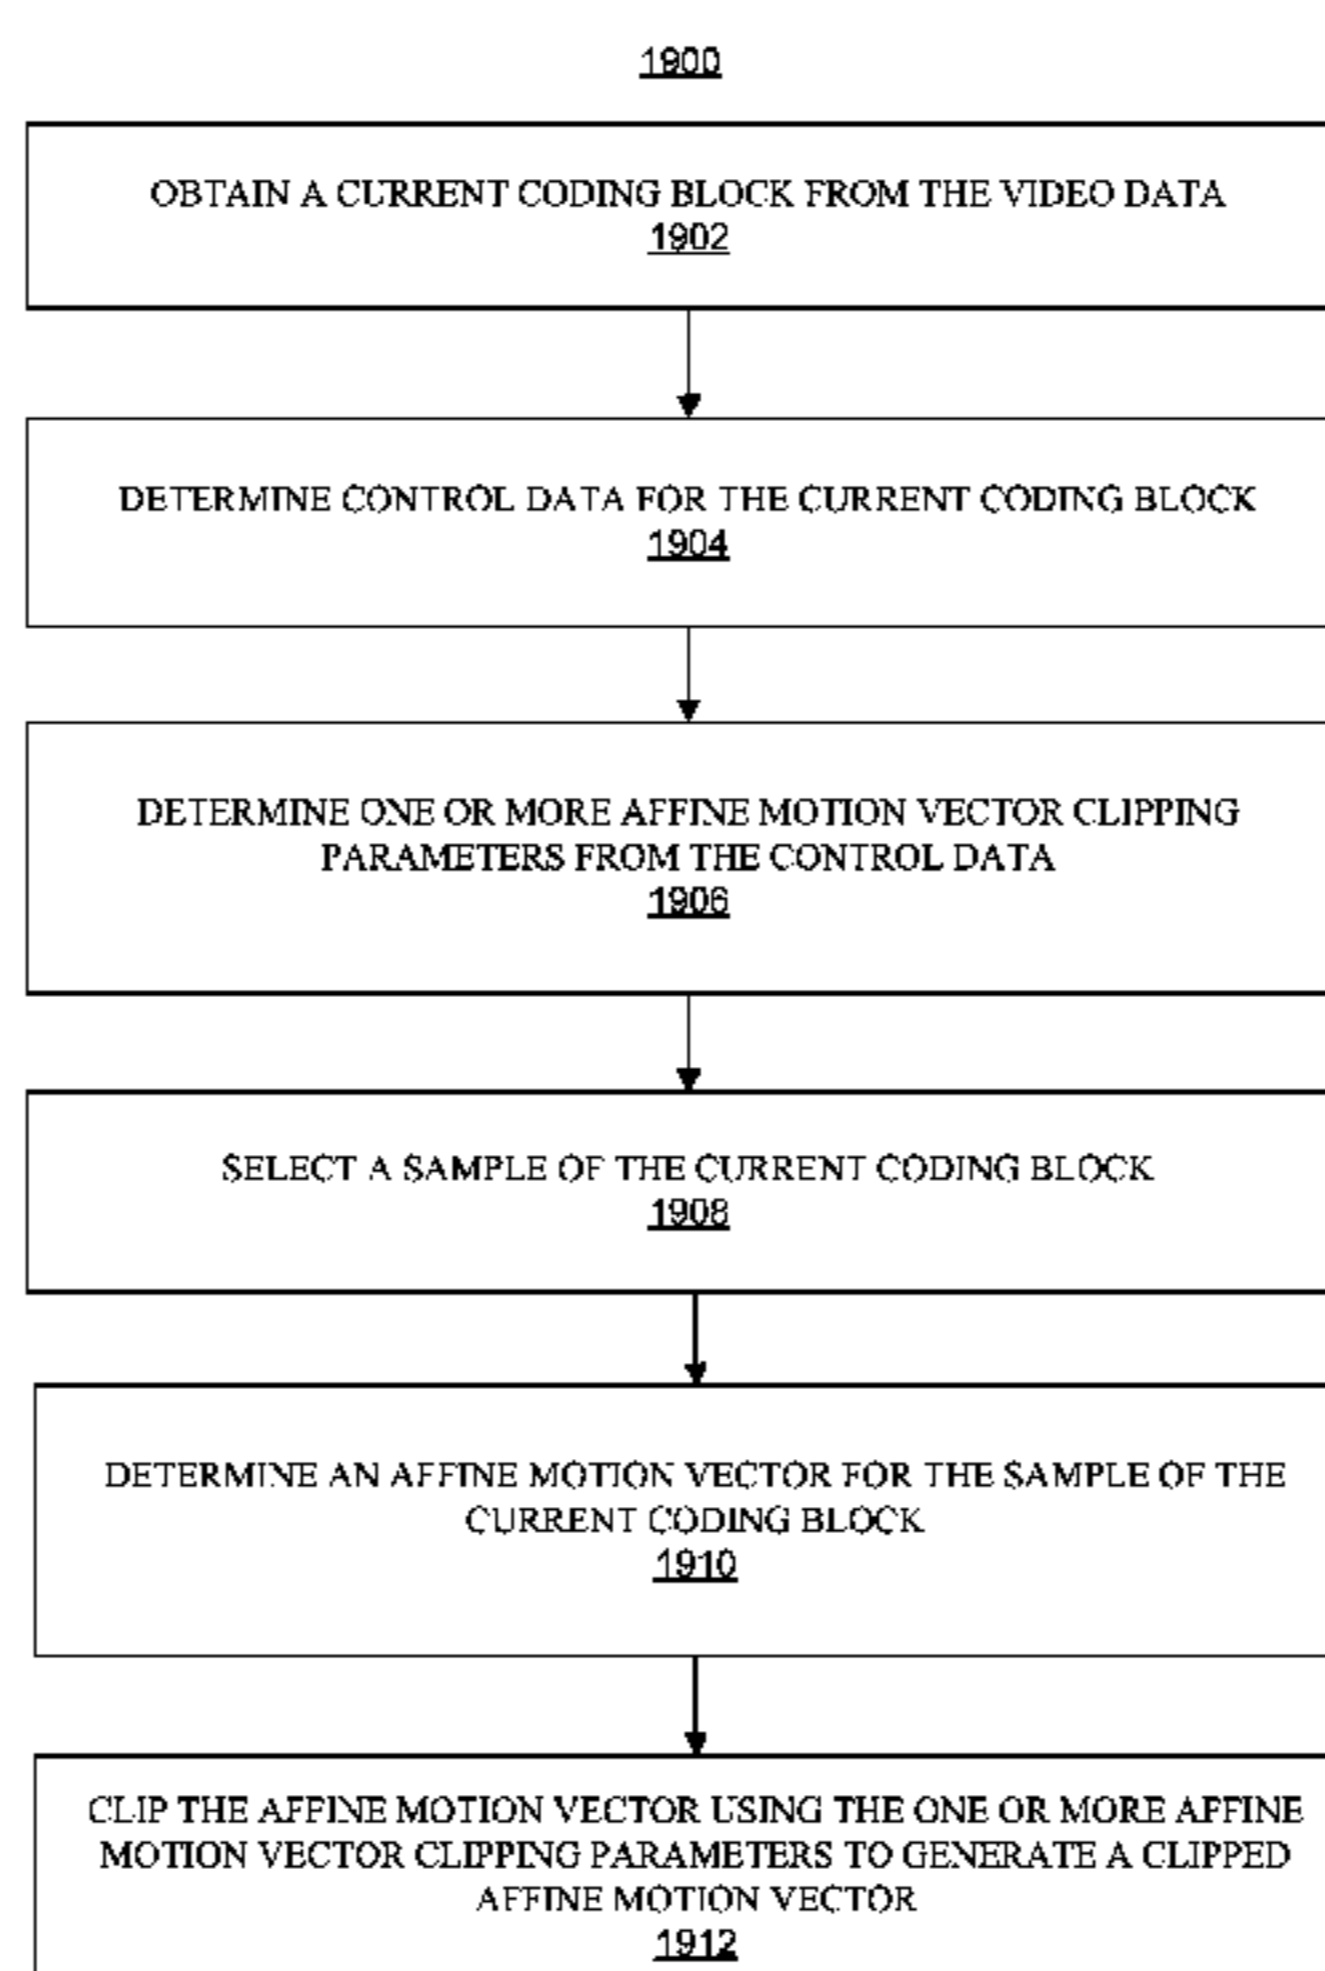 1900
OBTAIN A CURRENT CODING BLOCK FROM THE VIDEO DATA
1902
DETERMINE CONTROL DATA FOR THE CURRENT CODING BLOCK
1904
DETERMINE ONE OR MORE AFFINE MOTION VECTOR CLIPPING
PARAMETERS FROM THE CONTROL DATA
1906
SELECT A SAMPLE OF THE CURRENT CODING BLOCK
1908
DETERMINE AN AFFINE MOTION VECTOR FOR THE SAMPLE OF THE
CURRENT CODING BLOCK
1910
CLIP THE AFFINE MOTION VECTOR USING THE ONE OR MORE AFFINE
MOTION VECTOR CLIPPING PARAMETERS TO GENERATE A CLIPPED
AFFINE MOTION VECTOR
1912